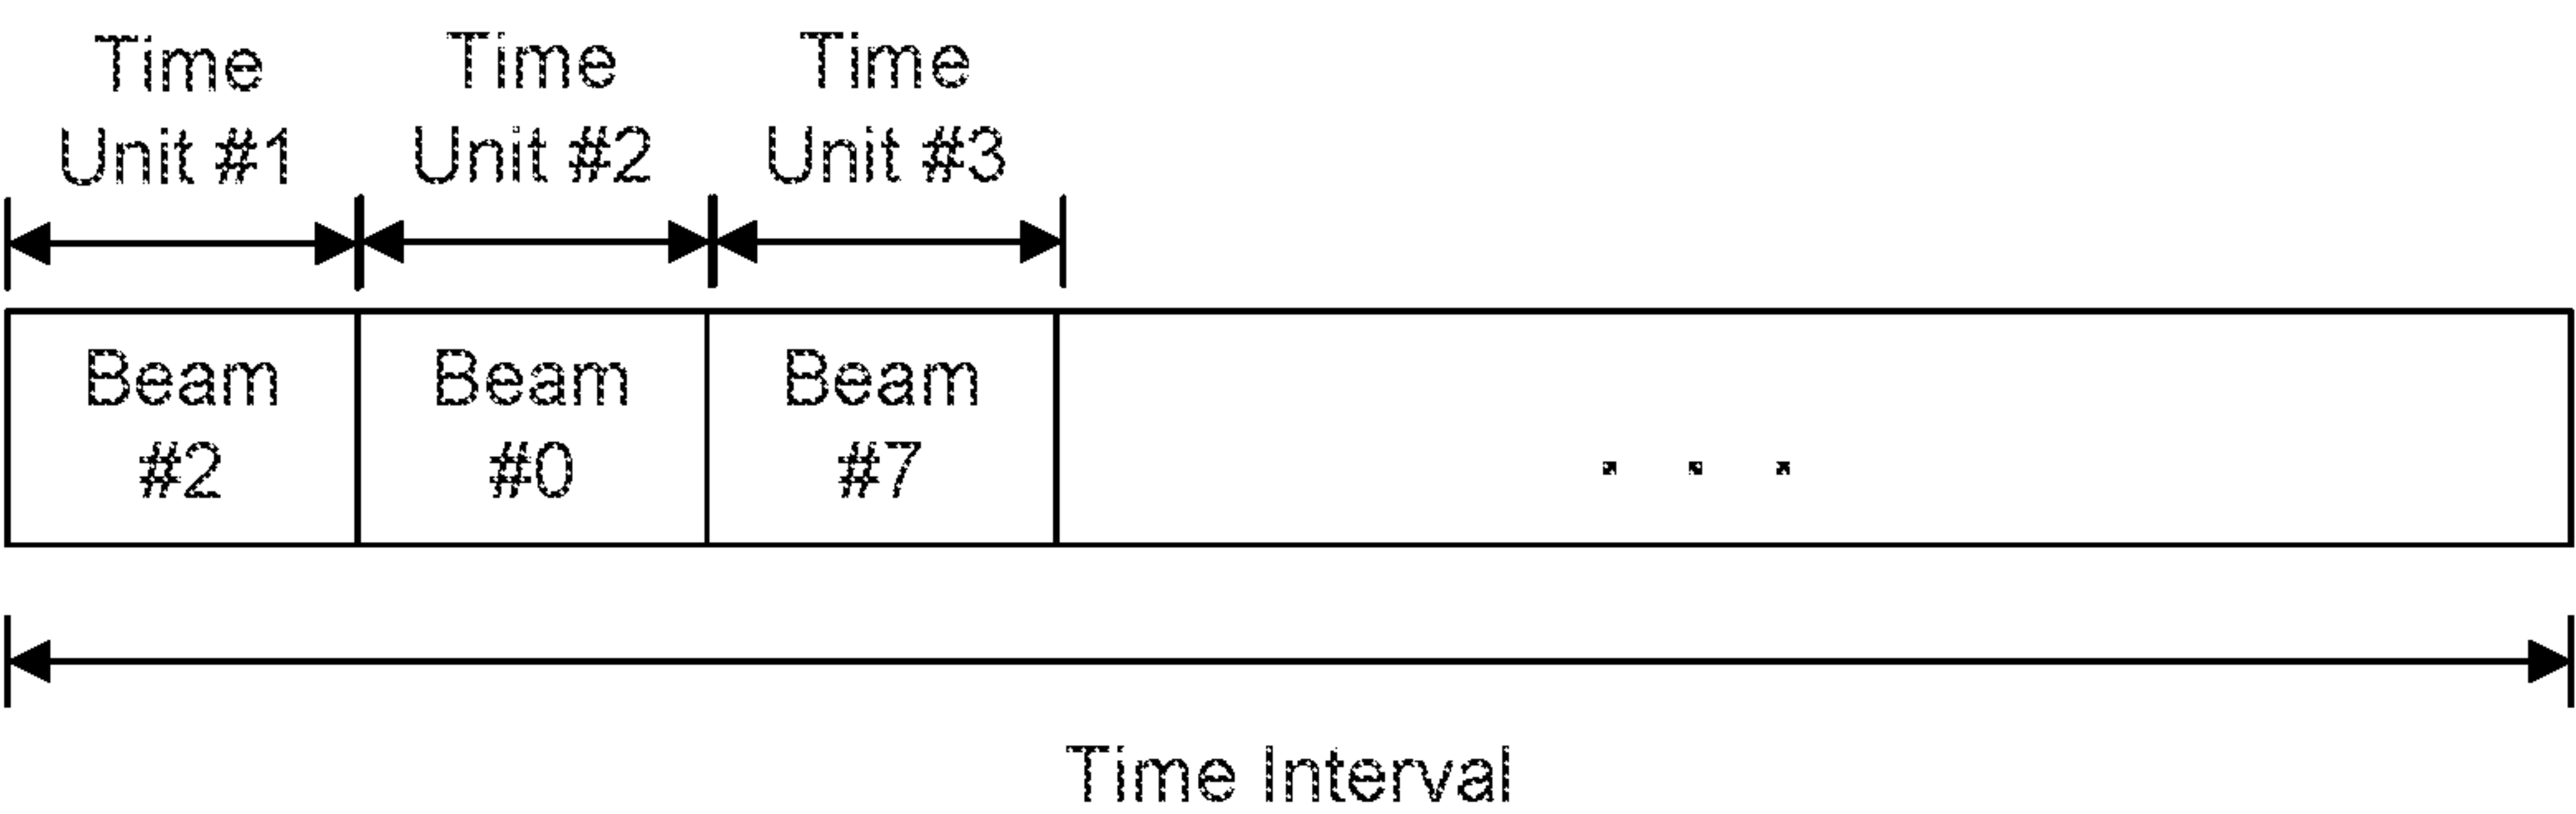 Time
Unit #1
Time
Unit #2
Time
Unit #3
Beam
#2
Beam
#0
Beam
#7
. . .
Time Interval